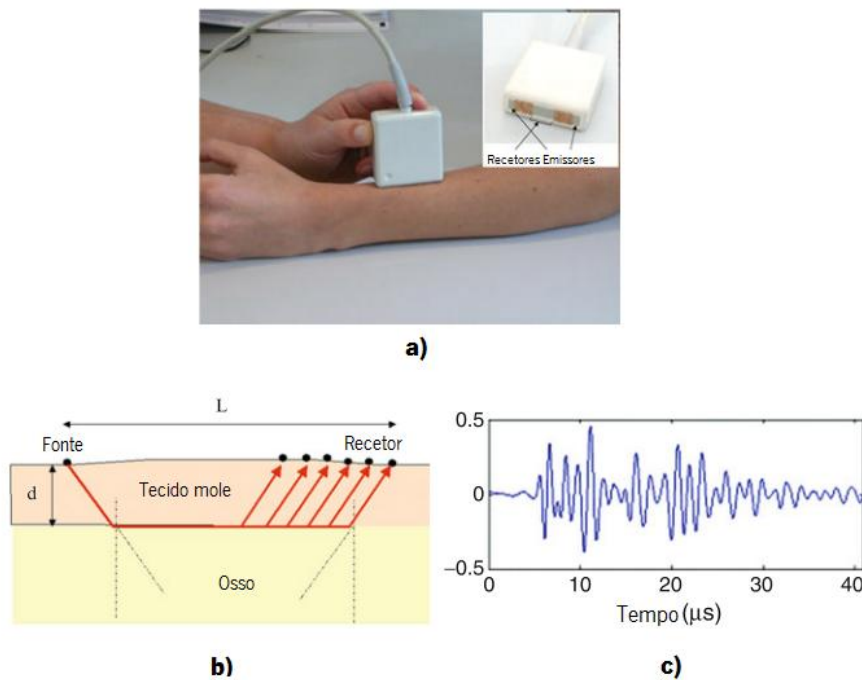 Recetores Emissores
a)
L
Fonte
Recetor
d
Tecido mole
Osso
b)
0.5
0
−0.5
0
10
20
30
40
Tempo (μs)
c)